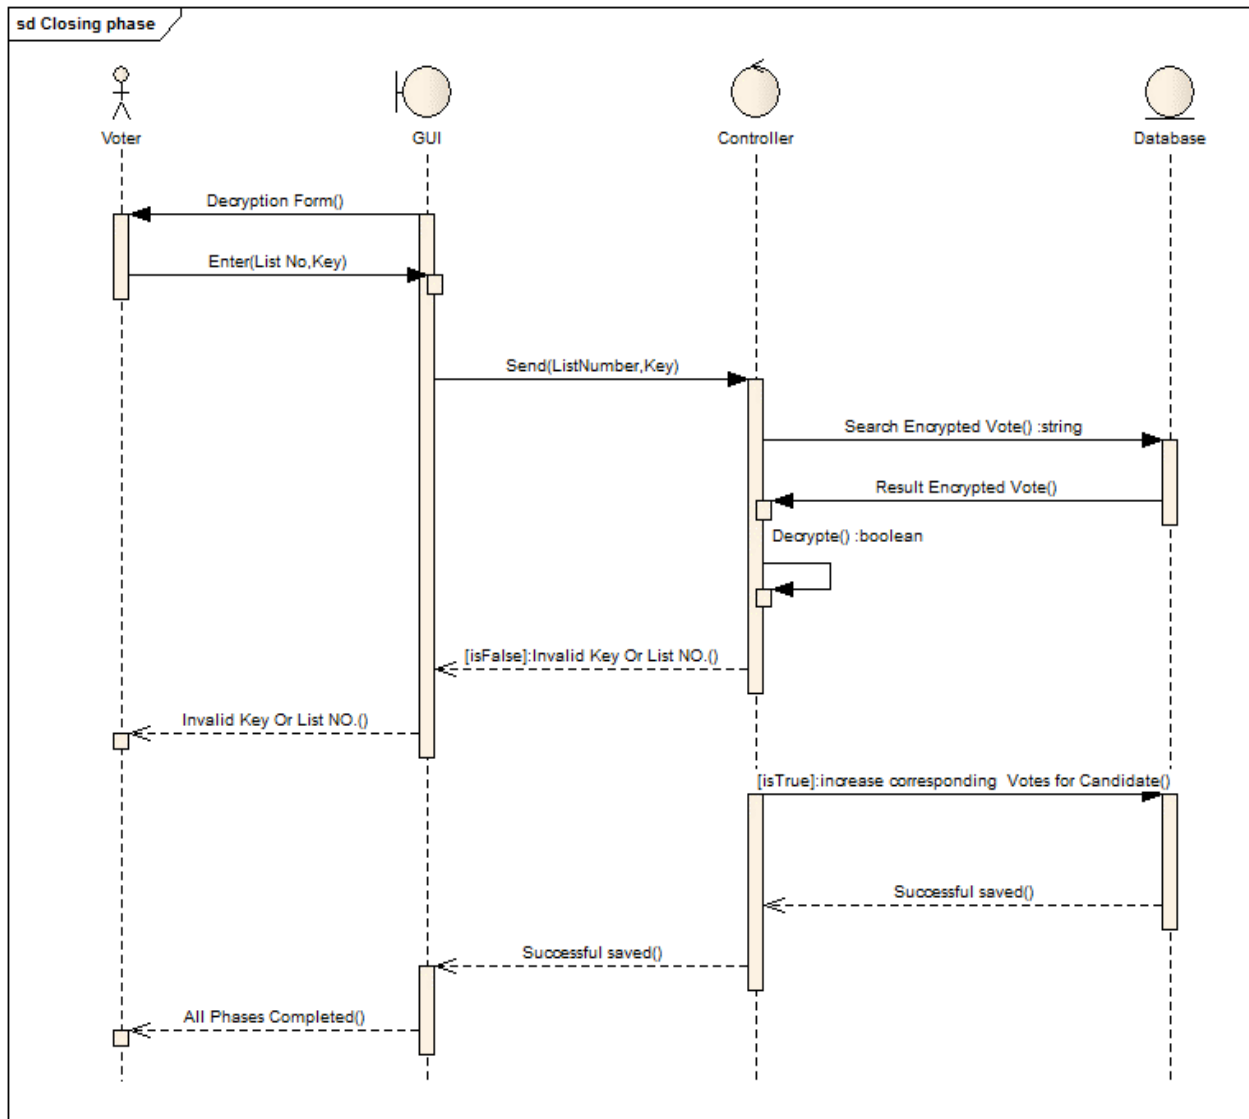 sd Closing phase
Voter
GUI
Controller
Database
Decryption Form()
Enter(List No,Key)
Send(ListNumber,Key)
Search Encrypted Vote() :string
Result Encrypted Vote()
Decrypte() :boolean
[isFalse]:Invalid Key Or List NO.()
Invalid Key Or List NO.()
[isTrue]:increase corresponding  Votes for Candidate()
Successful saved()
Successful saved()
All Phases Completed()